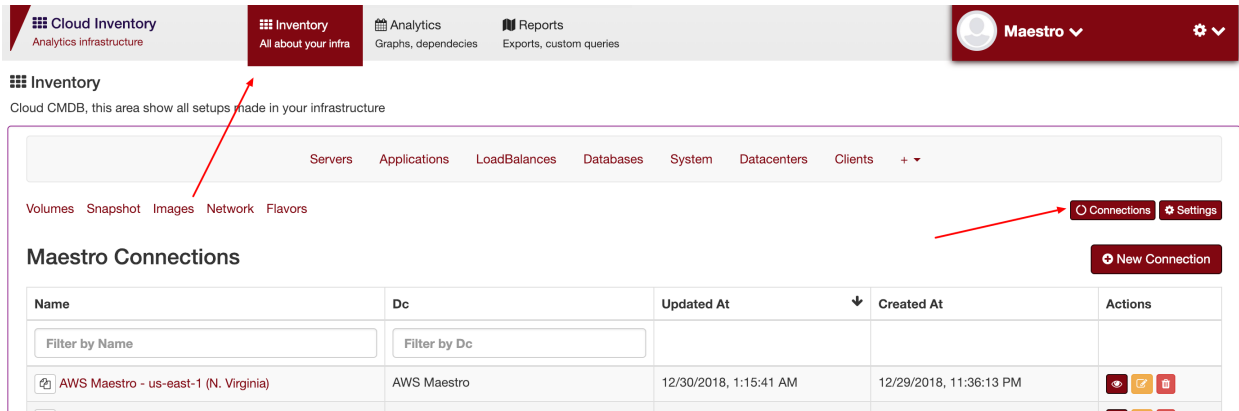 Cloud Inventory
Analytics infrastructure
Inventory
All about your infra
Analytics
Graphs, dependecies
Reports
Exports, custom queries
Maestro
Inventory
Cloud CMDB, this area show all setups made in your infrastructure
Servers Applications LoadBalances Databases System Datacenters Clients +
Volumes Snapshot Images Network Flavors
Connections Settings
Maestro Connections
New Connection
Name Dc Updated At Created At Actions
Filter by Name Filter by Dc
AWS Maestro - us-east-1 (N. Virginia) AWS Maestro 12/30/2018, 1:15:41 AM 12/29/2018, 11:36:13 PM